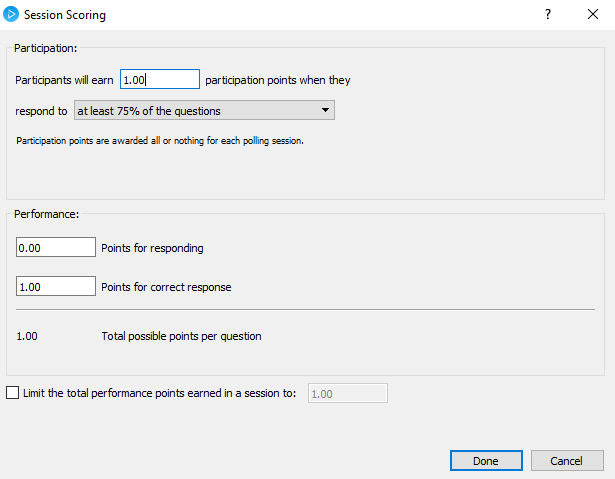 Session Scoring
?
Participation:
Participants will earn 1.00 participation points when they
respond to at least 75% of the questions
Participation points are awarded all or nothing for each polling session.
Performance:
0.00 Points for responding
1.00 Points for correct response
1.00 Total possible points per question
Limit the total performance points earned in a session to: 1.00
Done Cancel